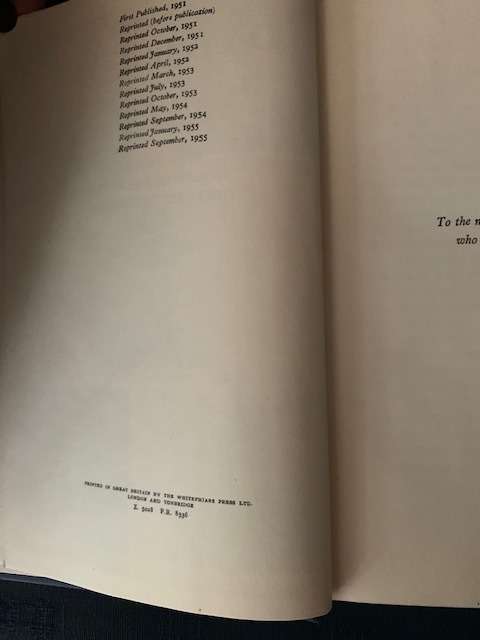 First Published, 1951
Reprinted (before publication)
Reprinted October, 1951
Reprinted December, 1951
Reprinted January, 1952
Reprinted April, 1952
Reprinted March, 1953
Reprinted July, 1953
Reprinted October, 1953
Reprinted May, 1954
Reprinted September, 1954
Reprinted January, 1955
Reprinted September, 1955
PRINTED IN GREAT BRITAIN BY THE WHITEFRIARS PRESS LTD.
LONDON AND TONBRIDGE
Z. 5028 P.R. 8336
To the
who